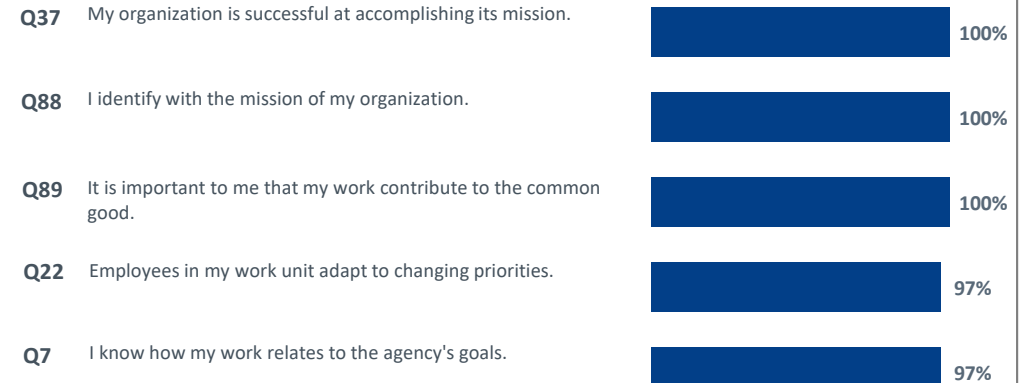 Q37 My organization is successful at accomplishing its mission. 100%
Q88 I identify with the mission of my organization. 100%
Q89 It is important to me that my work contribute to the common
good. 100%
Q22 Employees in my work unit adapt to changing priorities. 97%
Q7 I know how my work relates to the agency's goals. 97%